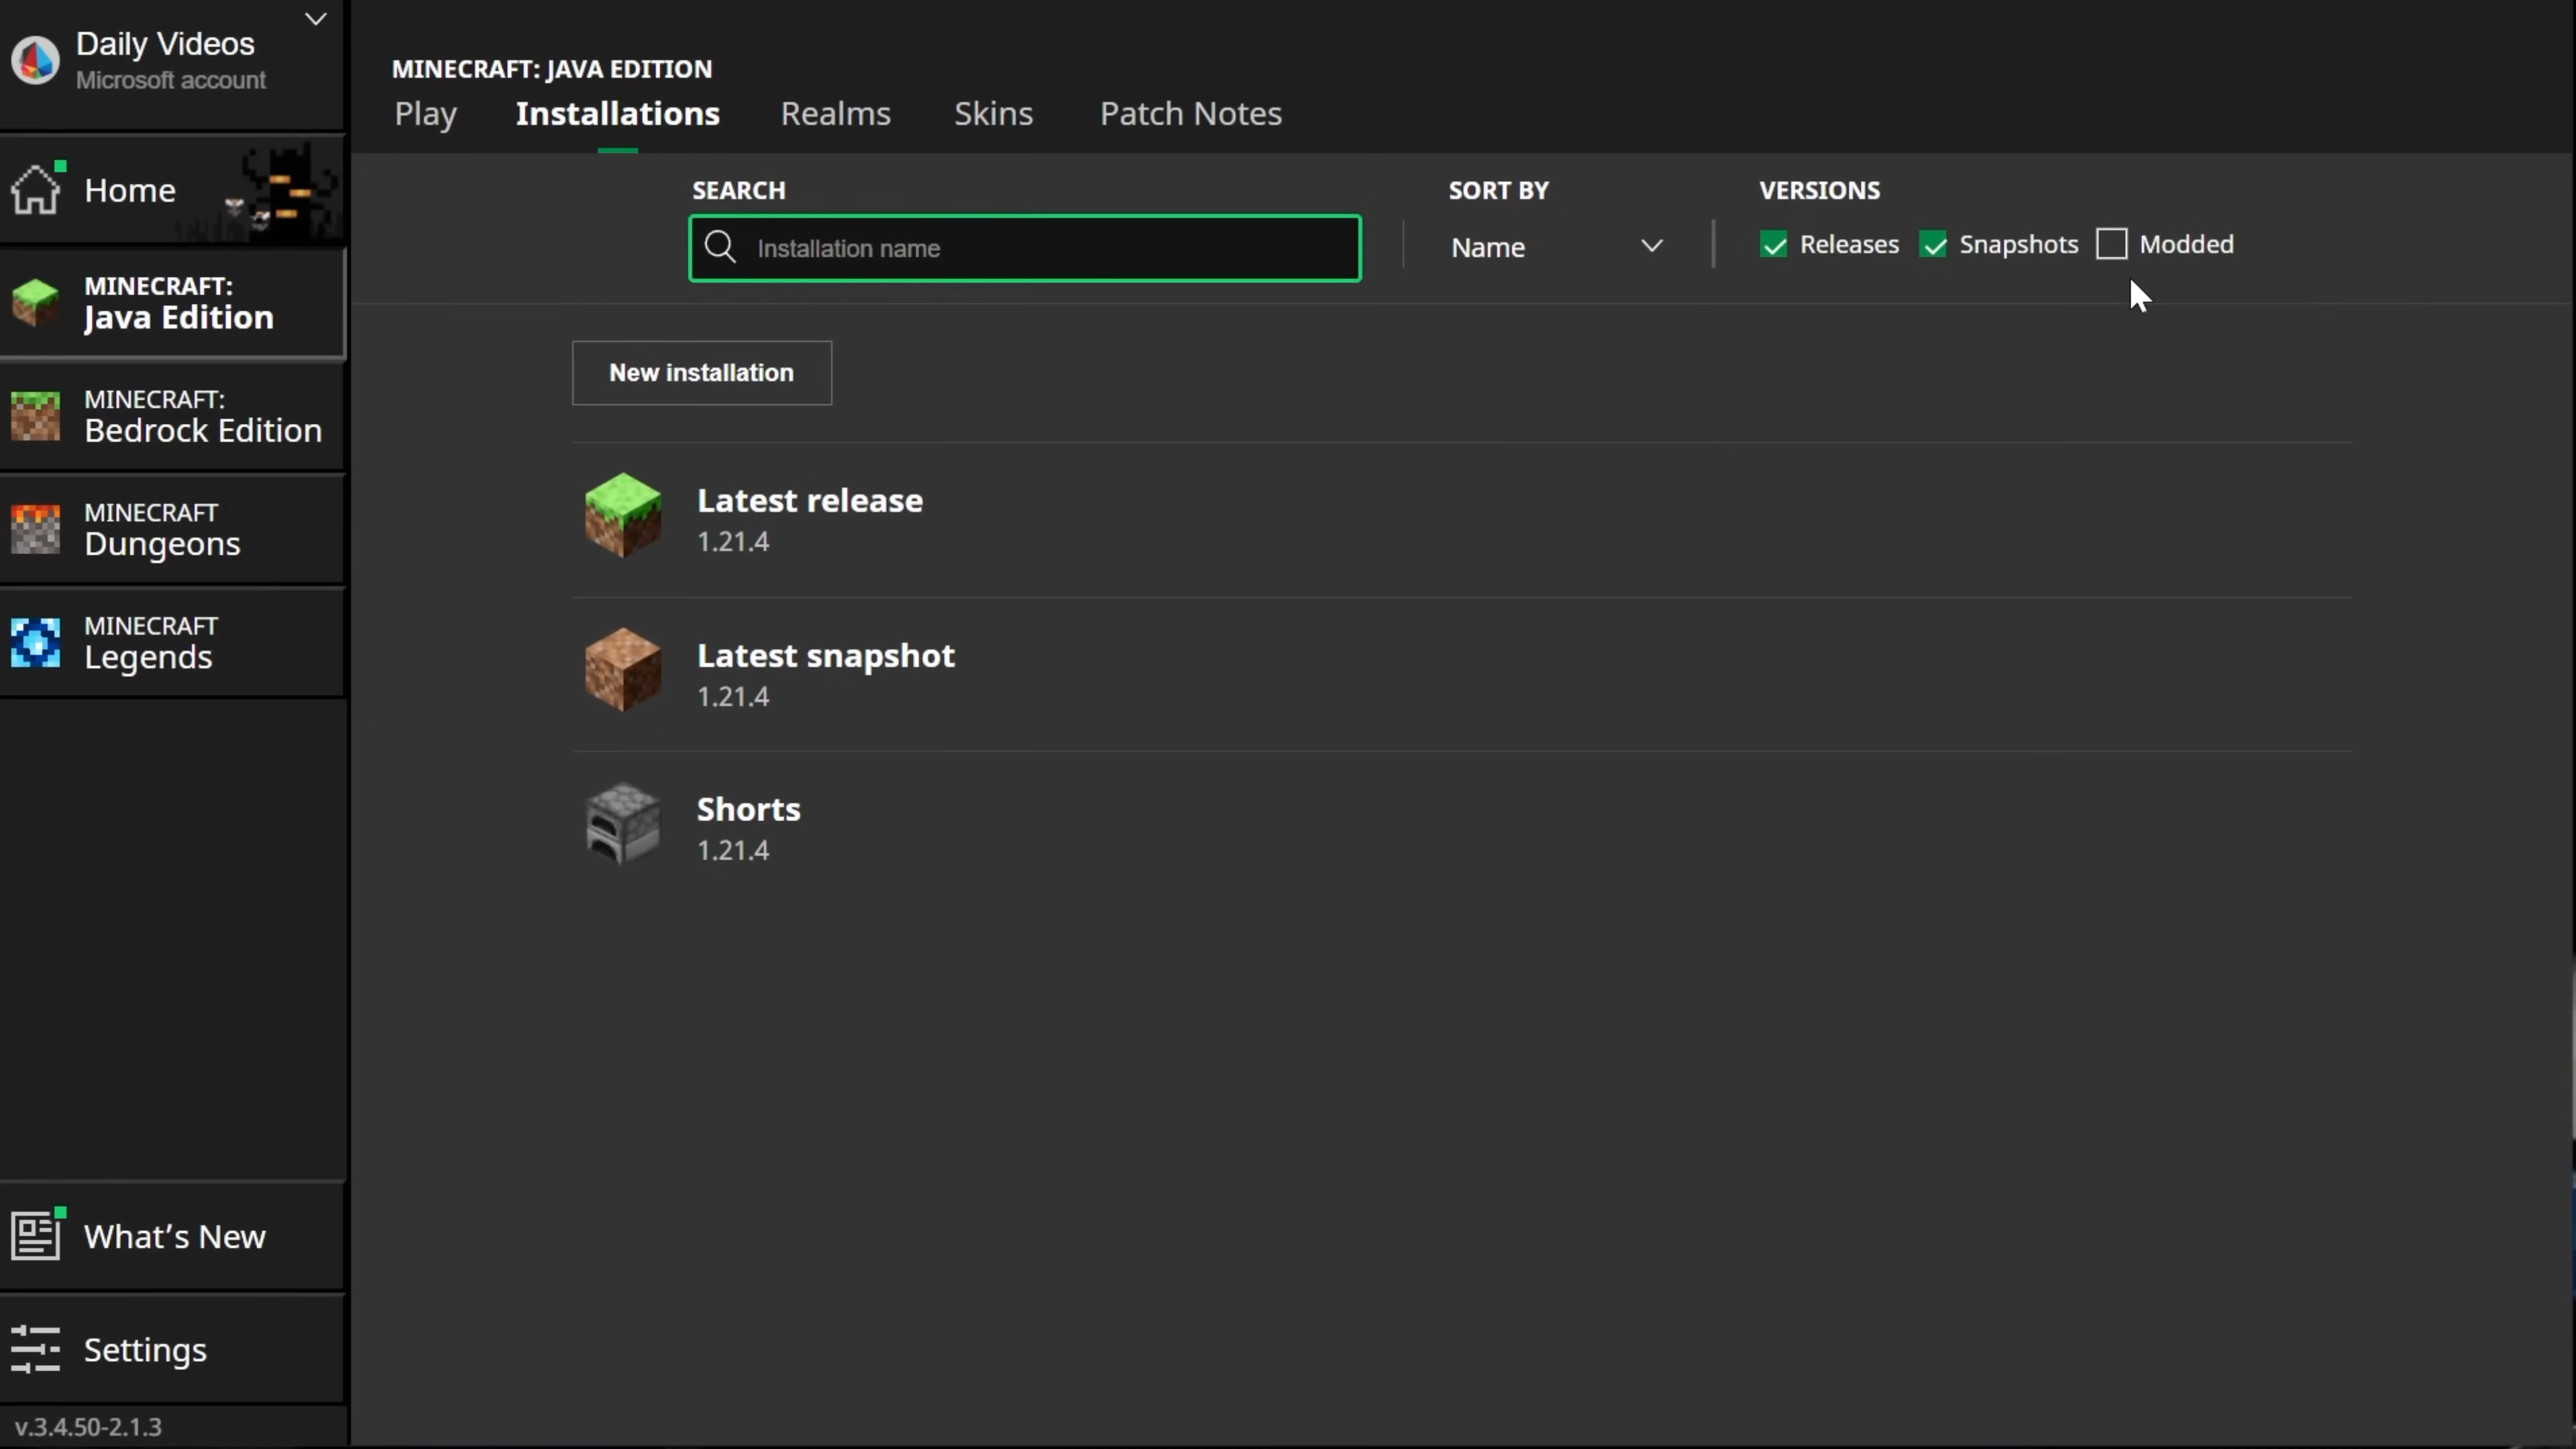 Daily Videos
Microsoft account
Home
MINECRAFT:
Java Edition
MINECRAFT:
Bedrock Edition
MINECRAFT
Dungeons
MINECRAFT
Legends
What's New
Settings
v.3.4.50-2.1.3
MINECRAFT: JAVA EDITION
Play Installations Realms Skins Patch Notes
SEARCH SORT BY VERSIONS
Installation name Name Releases Snapshots Modded
New installation
Latest release
1.21.4
Latest snapshot
1.21.4
Shorts
1.21.4